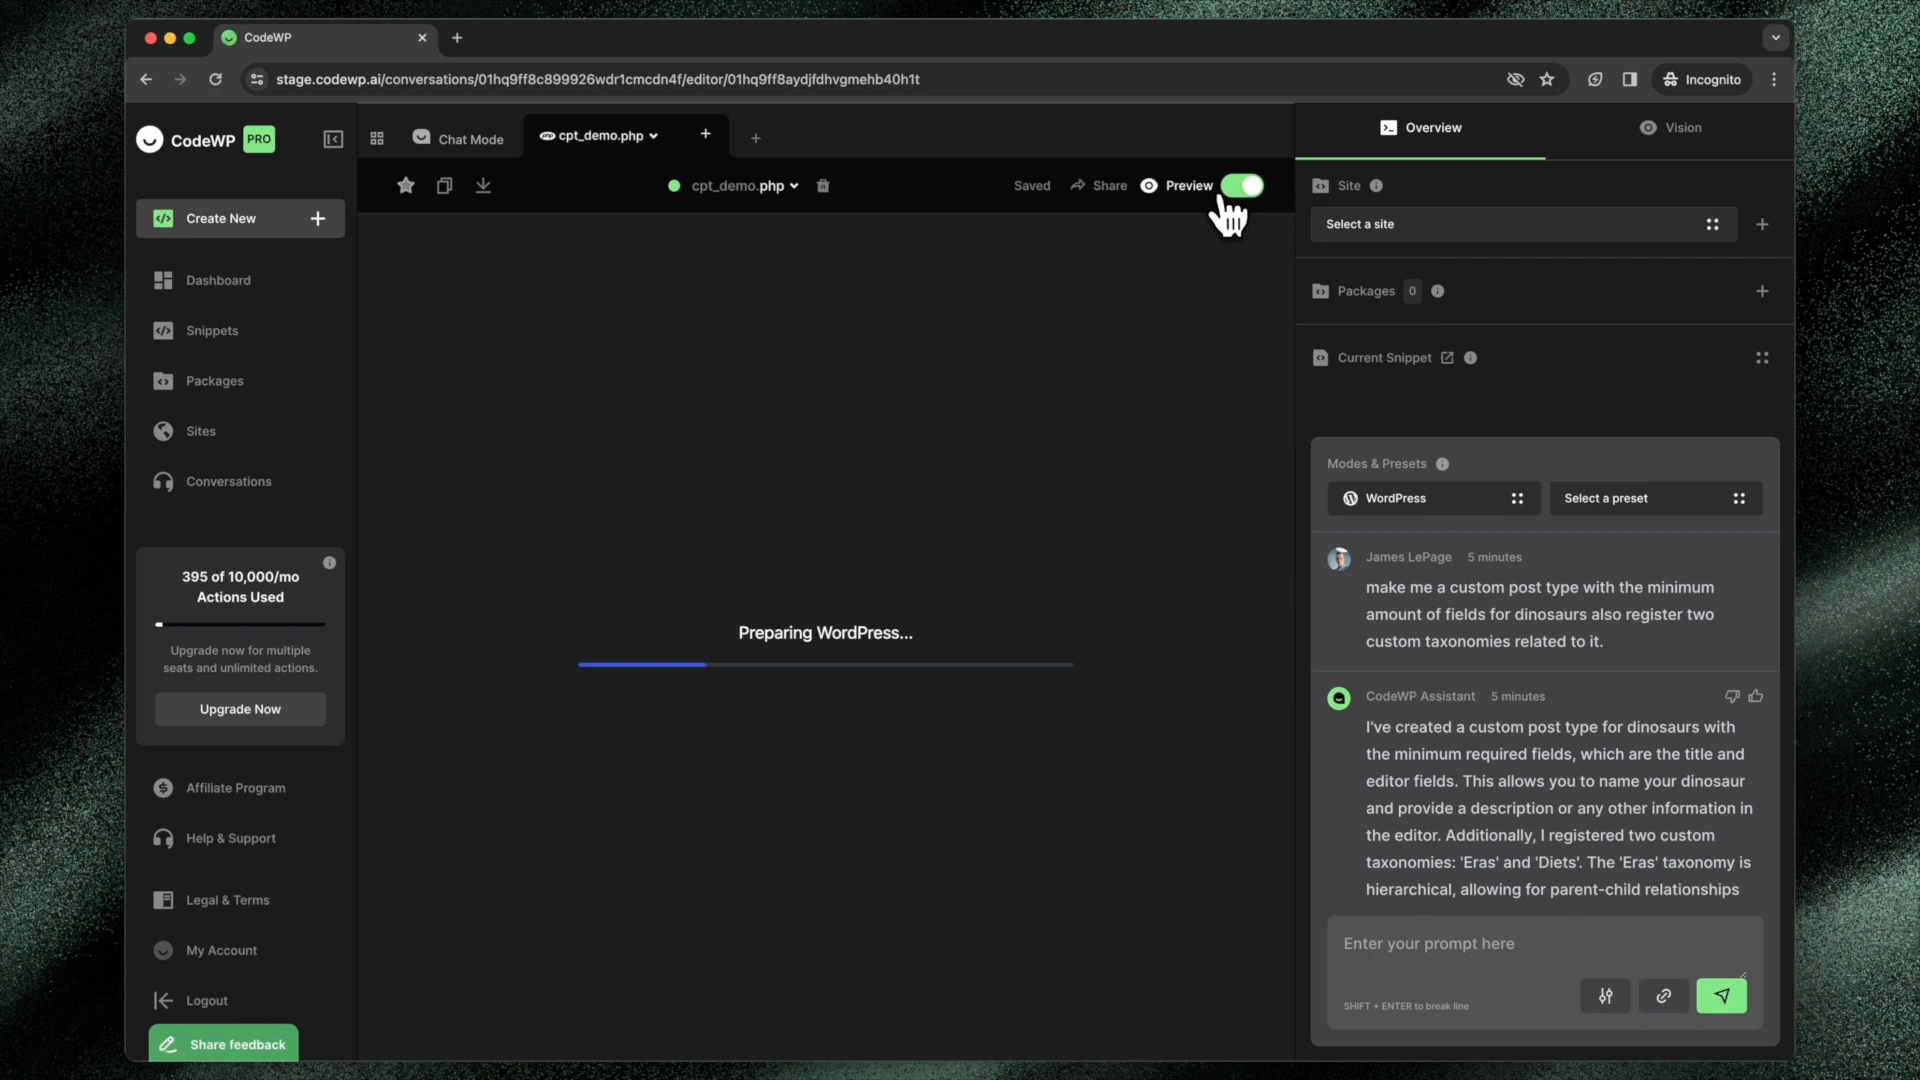 CodeWP
stage.codewp.ai/conversations/01hq9ff8c899926wdr1cmcdn4f/editor/01hq9ff8aydjfdhvgmehb40h1t
Incognito
CodeWP PRO
Chat Mode
php cpt_demo.php
Overview
Vision
cpt_demo.php
Saved
Share
Preview
Site
Select a site
Create New
Dashboard
Snippets
Packages
Sites
Conversations
Packages 0
Current Snippet
395 of 10,000/mo
Actions Used
Upgrade now for multiple
seats and unlimited actions.
Upgrade Now
Affiliate Program
Help & Support
Legal & Terms
My Account
Logout
Share feedback
Preparing WordPress...
Modes & Presets
WordPress
Select a preset
James LePage 5 minutes
make me a custom post type with the minimum
amount of fields for dinosaurs also register two
custom taxonomies related to it.
CodeWP Assistant 5 minutes
I've created a custom post type for dinosaurs with
the minimum required fields, which are the title and
editor fields. This allows you to name your dinosaur
and provide a description or any other information in
the editor. Additionally, I registered two custom
taxonomies: 'Eras' and 'Diets'. The 'Eras' taxonomy is
hierarchical, allowing for parent-child relationships
Enter your prompt here
SHIFT + ENTER to break line